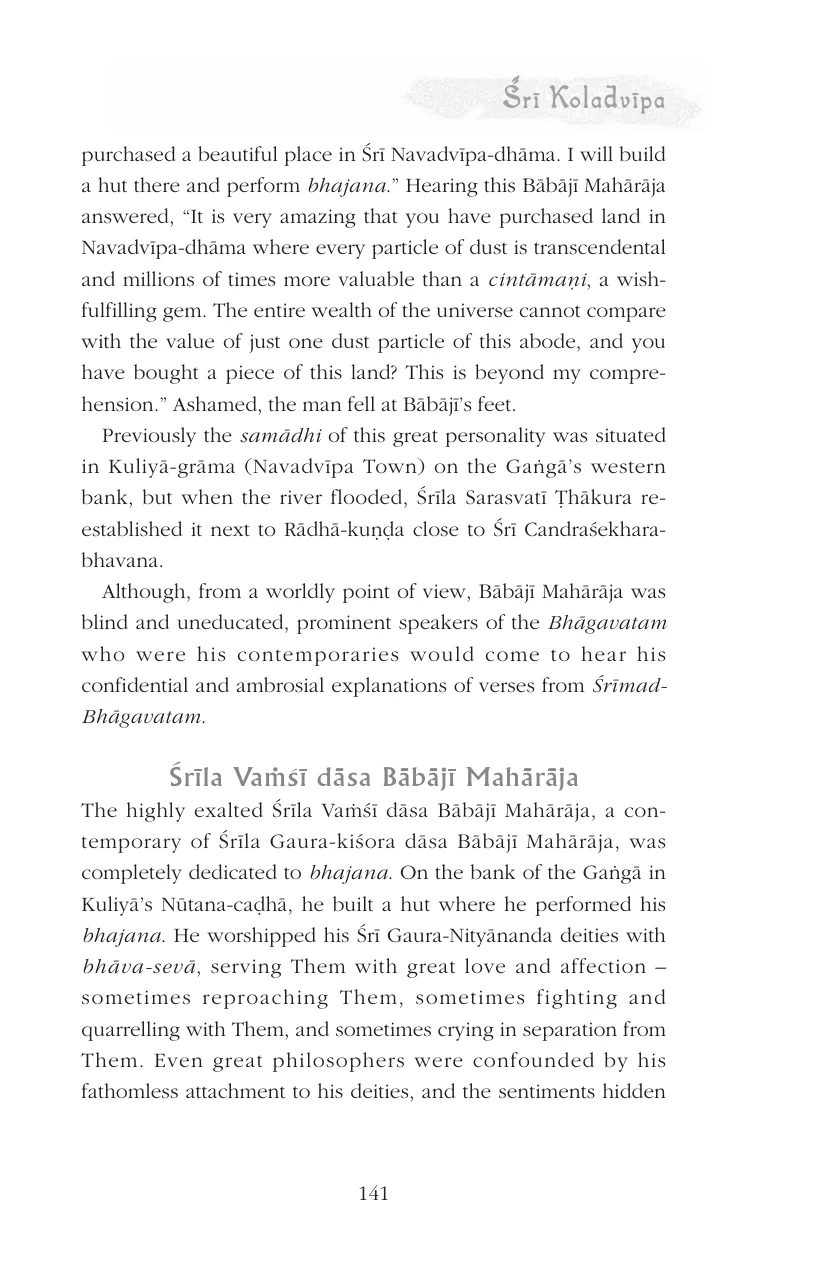 Śrī Koladvīpa
purchased a beautiful place in Śrī Navadvīpa-dhāma. I will build
a hut there and perform bhajana.” Hearing this Bābājī Mahārāja
answered, “It is very amazing that you have purchased land in
Navadvīpa-dhāma where every particle of dust is transcendental
and millions of times more valuable than a cintāmaṇi, a wish-
fulfilling gem. The entire wealth of the universe cannot compare
with the value of just one dust particle of this abode, and you
have bought a piece of this land? This is beyond my compre-
hension.” Ashamed, the man fell at Bābājī’s feet.
Previously the samādhi of this great personality was situated
in Kuliyā-grāma (Navadvīpa Town) on the Gaṅgā’s western
bank, but when the river flooded, Śrīla Sarasvatī Ṭhākura re-
established it next to Rādhā-kuṇḍa close to Śrī Candraśekhara-
bhavana.
Although, from a worldly point of view, Bābājī Mahārāja was
blind and uneducated, prominent speakers of the Bhāgavatam
who were his contemporaries would come to hear his
confidential and ambrosial explanations of verses from Śrīmad-
Bhāgavatam.
Śrīla Vaṁśī dāsa Bābājī Mahārāja
The highly exalted Śrīla Vaṁśī dāsa Bābājī Mahārāja, a con-
temporary of Śrīla Gaura-kiśora dāsa Bābājī Mahārāja, was
completely dedicated to bhajana. On the bank of the Gaṅgā in
Kuliyā’s Nūtana-caḍhā, he built a hut where he performed his
bhajana. He worshipped his Śrī Gaura-Nityānanda deities with
bhāva-sevā, serving Them with great love and affection –
sometimes reproaching Them, sometimes fighting and
quarrelling with Them, and sometimes crying in separation from
Them. Even great philosophers were confounded by his
fathomless attachment to his deities, and the sentiments hidden
141